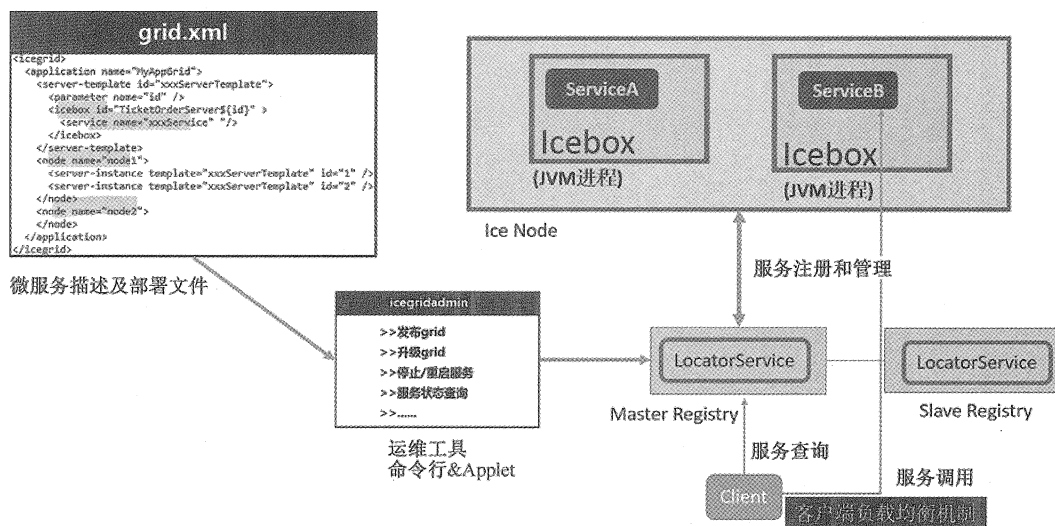 grid.xml
<icegrid>
<application name="MyAppGrid">
<server-template id="xxxServerTemplate">
<parameter name="id" />
<icebox id="TicketOrderServer${id}" >
<service name="xxxService" "/>
</icebox>
</server-template>
<node name="node1">
<server-instance template="xxxServerTemplate" id="1" />
<server-instance template="xxxServerTemplate" id="2" />
</node>
<node name="node2">
</node>
</application>
</icegrid>
微服务描述及部署文件
icegridadmin
>>发布grid
>>升级grid
>>停止/重启服务
>>服务状态查询
>>......
运维工具
命令行&Applet
ServiceA
Icebox
(JVM进程)
ServiceB
Icebox
(JVM进程)
Ice Node
服务注册和管理
LocatorService
Master Registry
LocatorService
Slave Registry
服务查询
服务调用
Client
客户端负载均衡机制